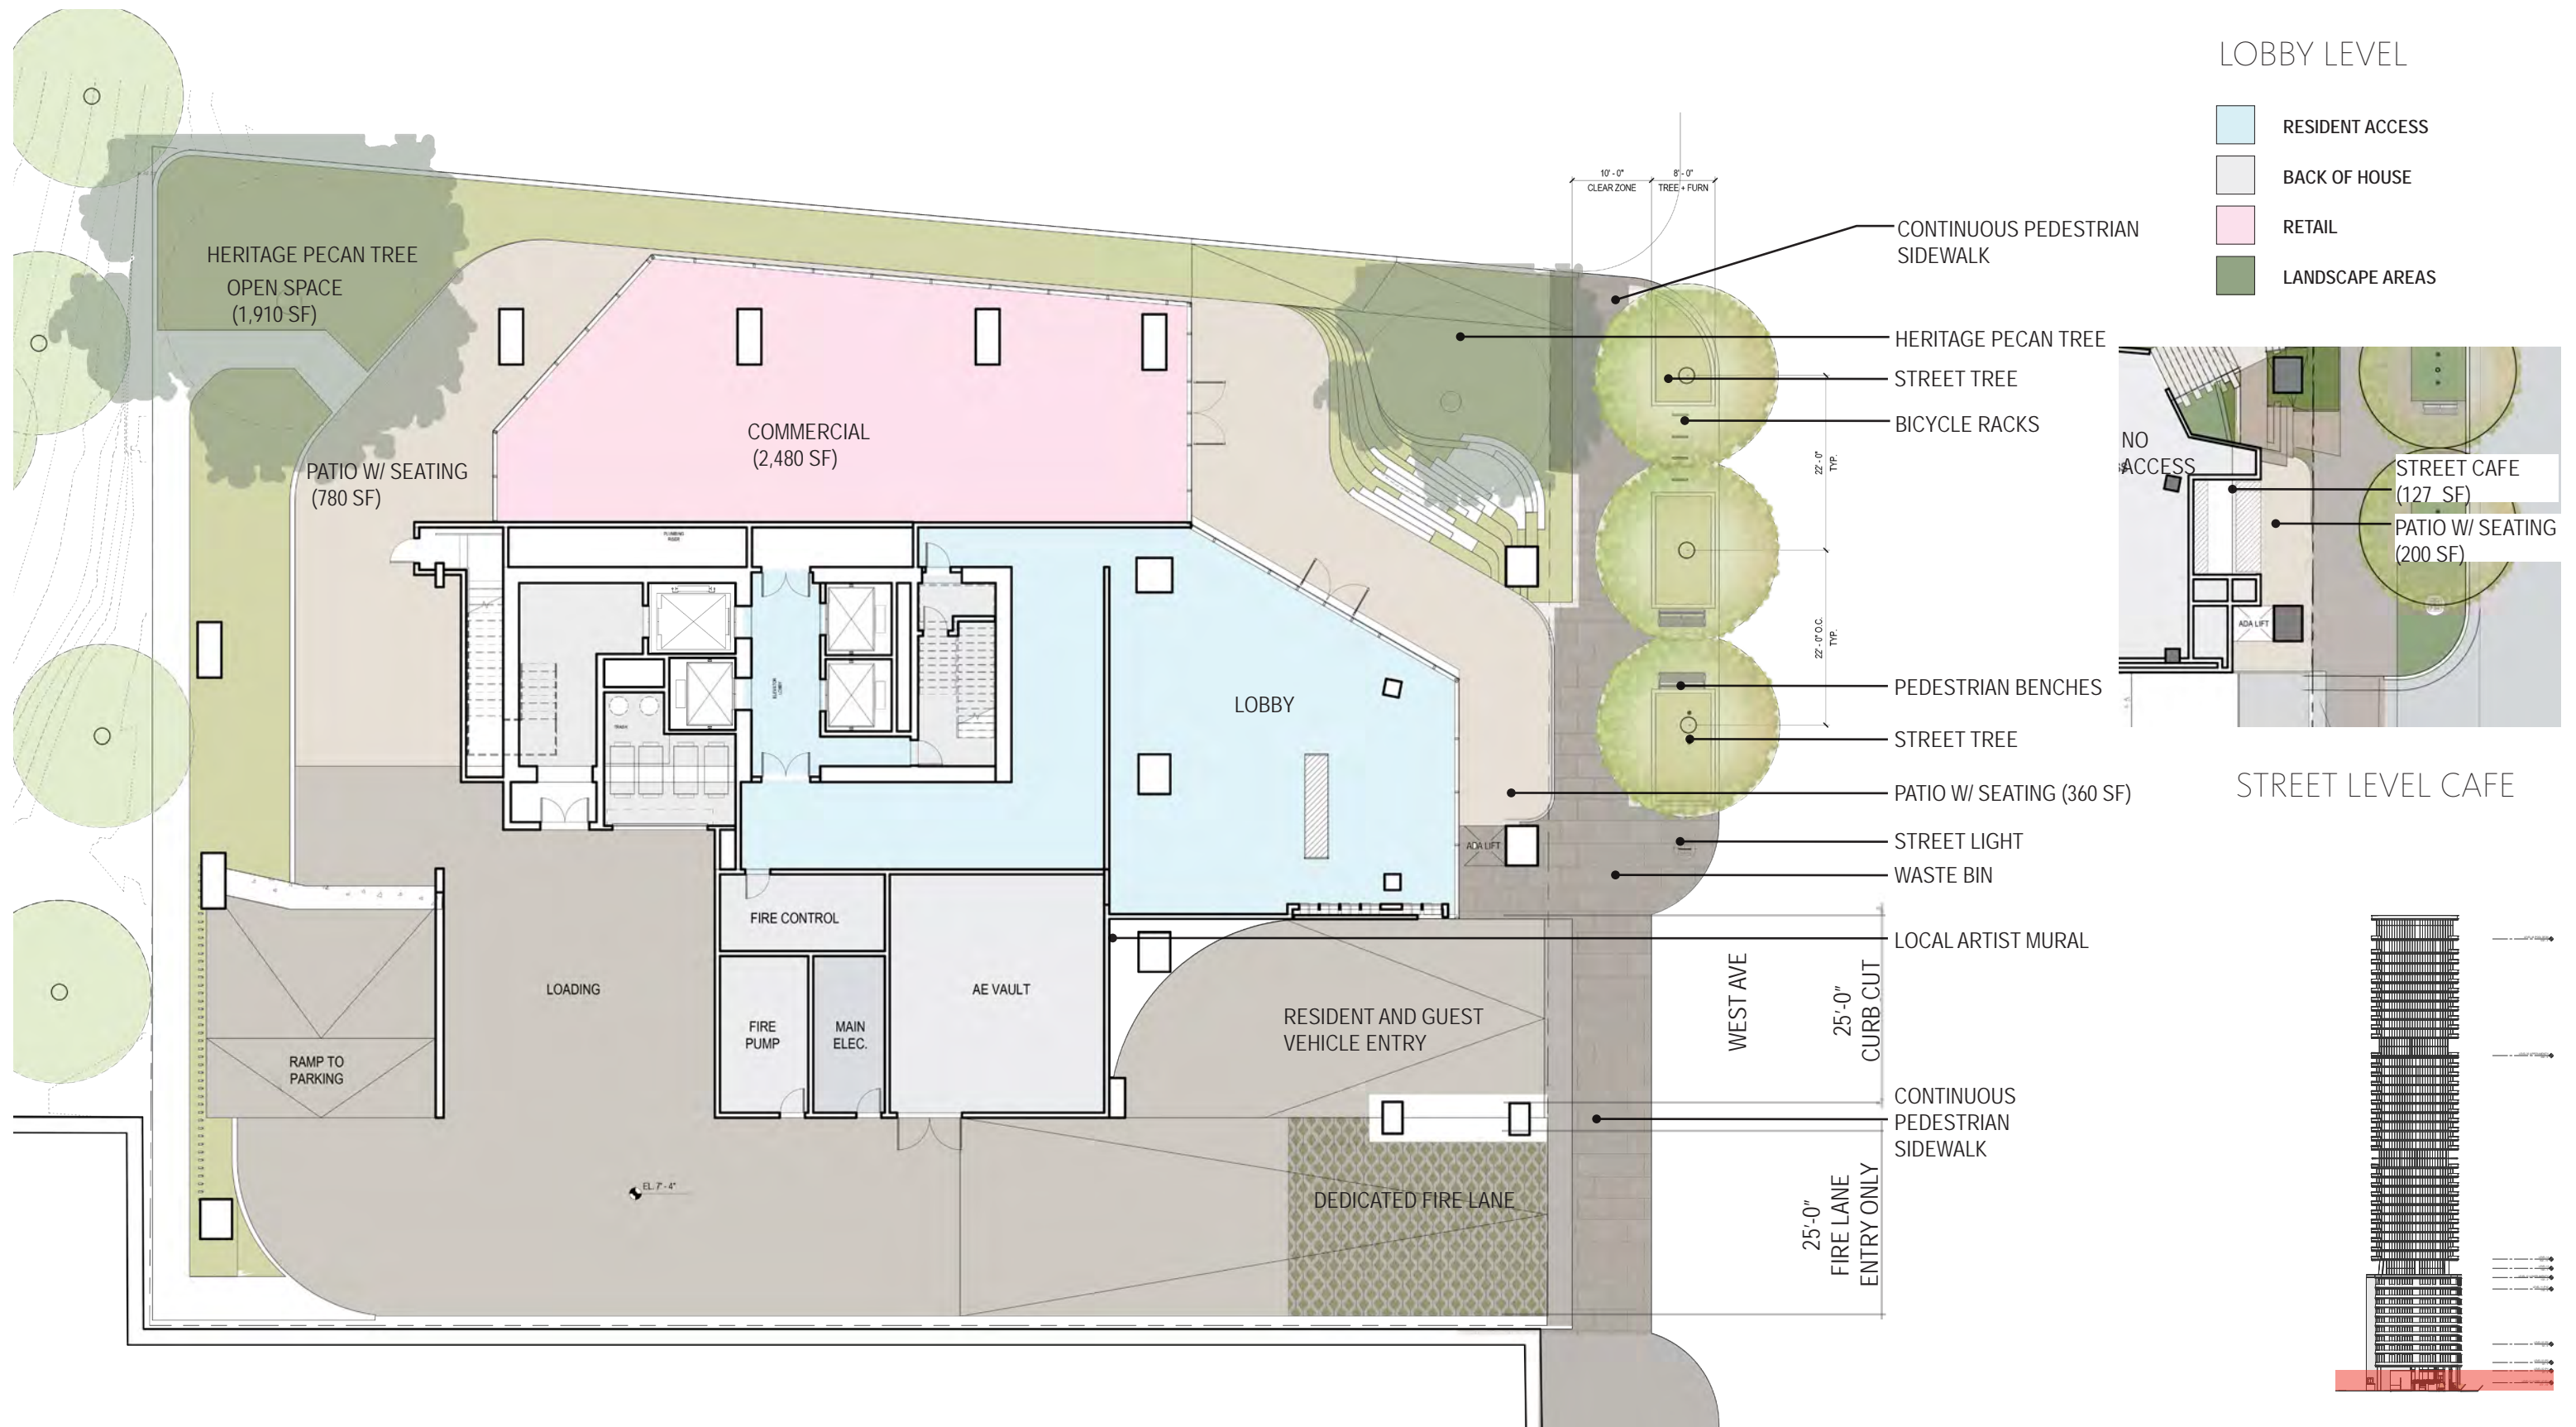 LOBBY LEVEL
RESIDENT ACCESS
BACK OF HOUSE
RETAIL
LANDSCAPE AREAS
10' - 0"
8' - 0"
CLEAR ZONE
TREE + FURN
CONTINUOUS PEDESTRIAN
SIDEWALK
HERITAGE PECAN TREE
STREET TREE
BICYCLE RACKS
22' - 0"
TYP.
22' - 0" O.C.
TYP.
PEDESTRIAN BENCHES
STREET TREE
PATIO W/ SEATING (360 SF)
STREET LIGHT
WASTE BIN
LOCAL ARTIST MURAL
CONTINUOUS
PEDESTRIAN
SIDEWALK
HERITAGE PECAN TREE
OPEN SPACE
(1,910 SF)
PATIO W/ SEATING
(780 SF)
COMMERCIAL
(2,480 SF)
PLUMBING
RISER
ELEVATOR
LOBBY
TRASH
LOBBY
ADA LIFT
FIRE CONTROL
FIRE
PUMP
MAIN
ELEC.
AE VAULT
LOADING
RAMP TO
PARKING
EL. 7' - 4"
RESIDENT AND GUEST
VEHICLE ENTRY
DEDICATED FIRE LANE
WEST AVE
25'-0"
CURB CUT
25'-0"
FIRE LANE
ENTRY ONLY
NO
ACCESS
STREET CAFE
(127 SF)
PATIO W/ SEATING
(200 SF)
ADA LIFT
STREET LEVEL CAFE